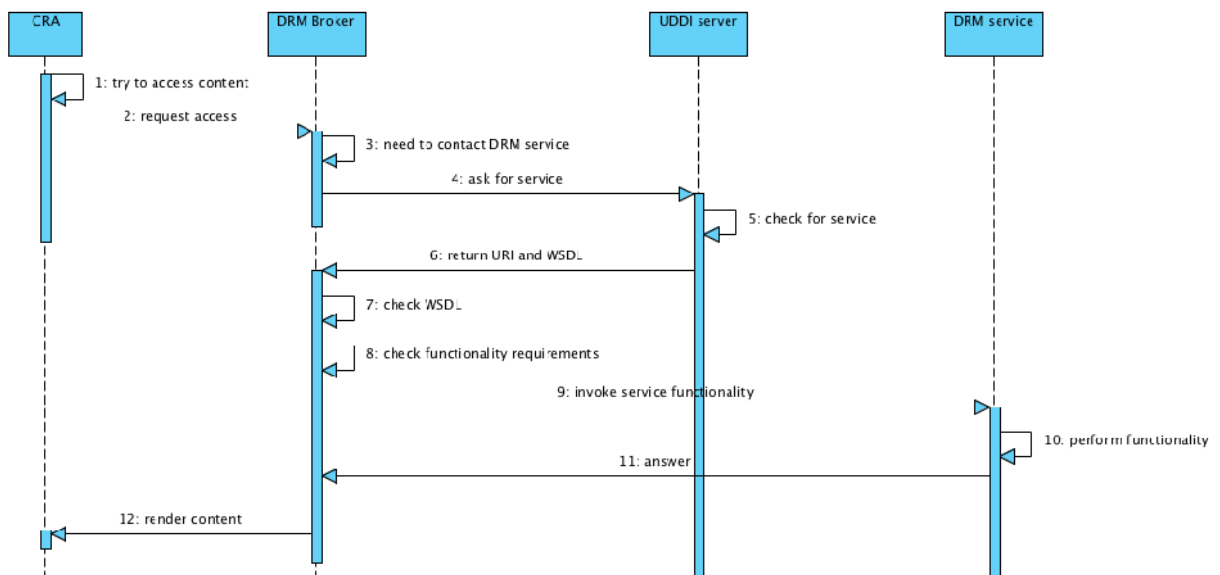 CRA
DRM Broker
UDDI server
DRM service
1: try to access content
2: request access
3: need to contact DRM service
4: ask for service
5: check for service
6: return URI and WSDL
7: check WSDL
8: check functionality requirements
9: invoke service functionality
10: perform functionality
11: answer
12: render content